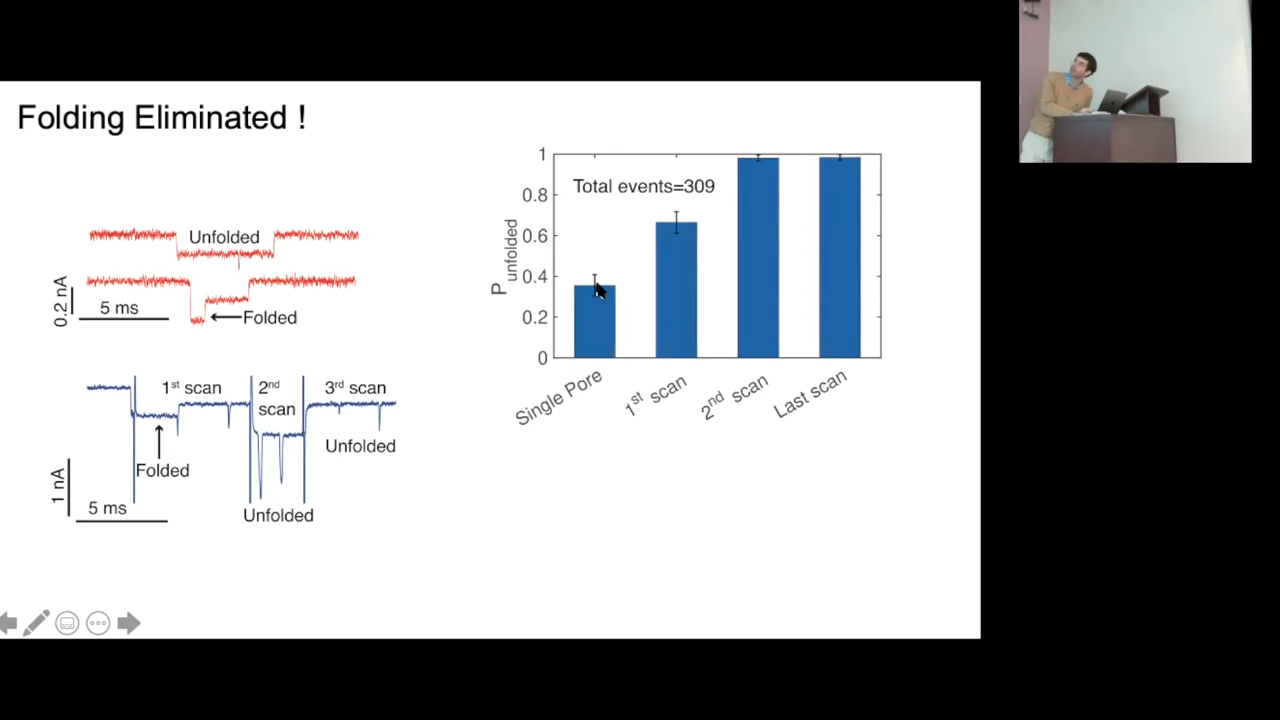 Folding Eliminated !
Unfolded
0.2 nA
5 ms
Folded
1st scan
2nd
scan
3rd scan
Folded
Unfolded
1 nA
5 ms
Unfolded
Total events=309
Punfolded
1
0.8
0.6
0.4
0.2
0
Single Pore
1st scan
2nd scan
Last scan